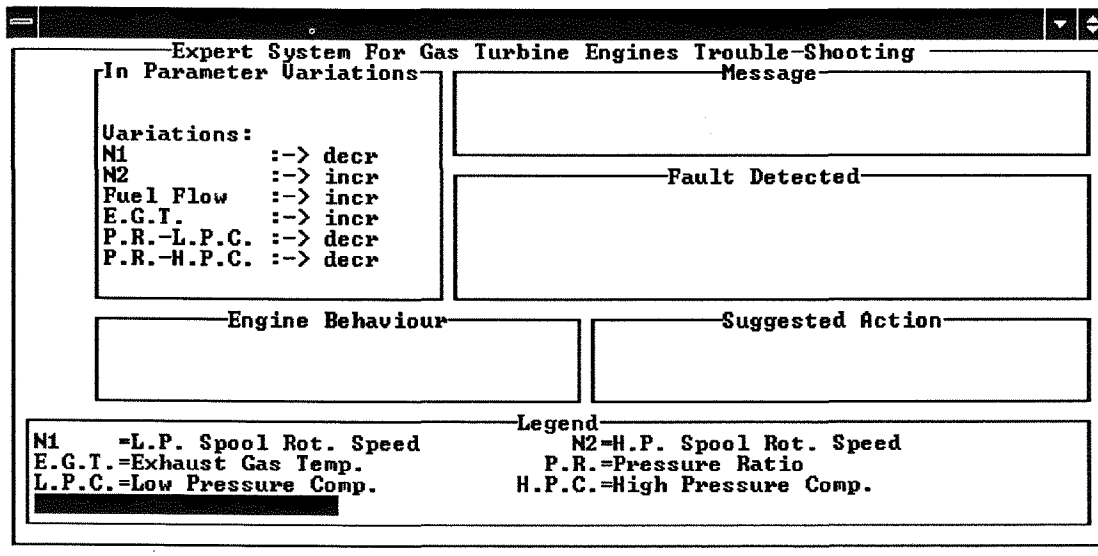 Expert System For Gas Turbine Engines Trouble-Shooting
In Parameter Variations
Variations:
N1 :-> decr
N2 :-> incr
Fuel Flow :-> incr
E.G.T. :-> incr
P.R.-L.P.C. :-> decr
P.R.-H.P.C. :-> decr
Message
Fault Detected
Engine Behaviour
Suggested Action
Legend
N1 =L.P. Spool Rot. Speed N2=H.P. Spool Rot. Speed
E.G.T.=Exhaust Gas Temp. P.R.=Pressure Ratio
L.P.C.=Low Pressure Comp. H.P.C.=High Pressure Comp.